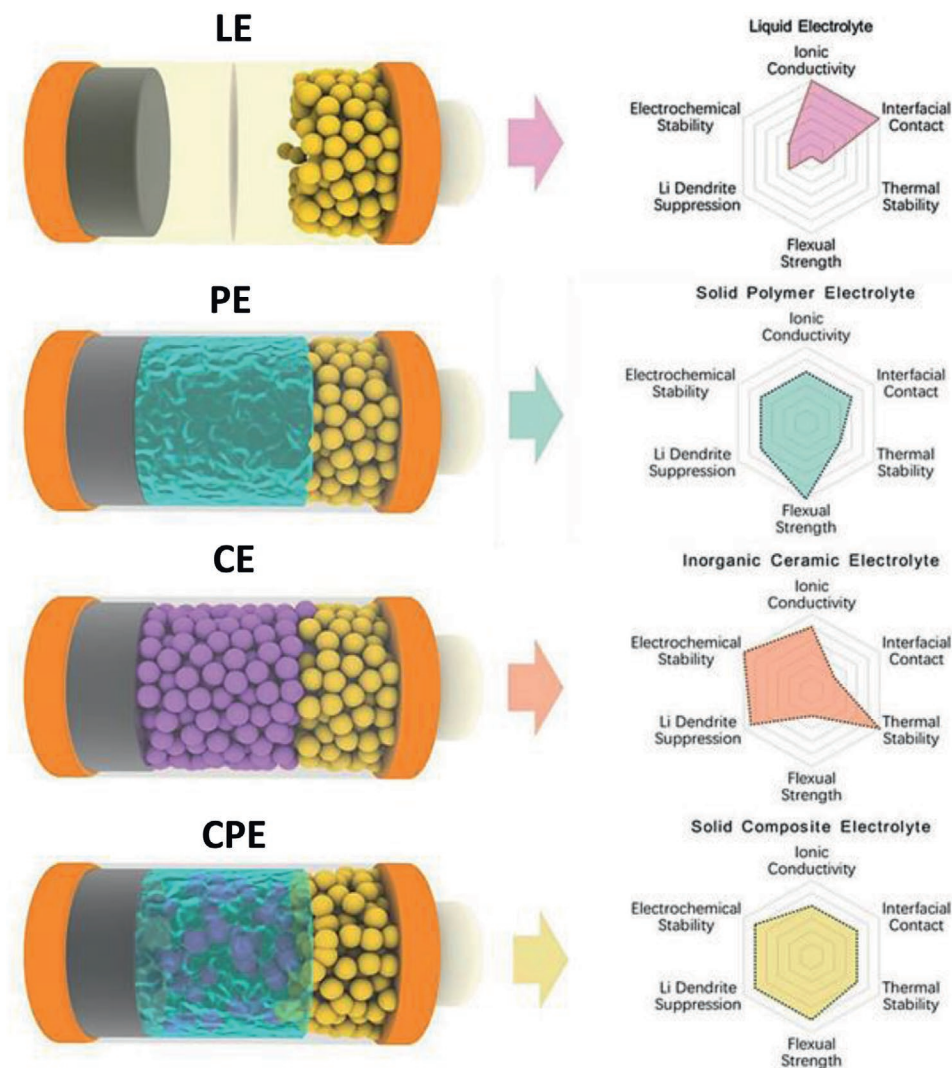 LE
Liquid Electrolyte
Ionic
Conductivity
Electrochemical
Stability
Interfacial
Contact
Li Dendrite
Suppression
Thermal
Stability
Flexual
Strength
PE
Solid Polymer Electrolyte
Ionic
Conductivity
Electrochemical
Stability
Interfacial
Contact
Li Dendrite
Suppression
Thermal
Stability
Flexual
Strength
CE
Inorganic Ceramic Electrolyte
Ionic
Conductivity
Electrochemical
Stability
Interfacial
Contact
Li Dendrite
Suppression
Thermal
Stability
Flexual
Strength
CPE
Solid Composite Electrolyte
Ionic
Conductivity
Electrochemical
Stability
Interfacial
Contact
Li Dendrite
Suppression
Thermal
Stability
Flexual
Strength